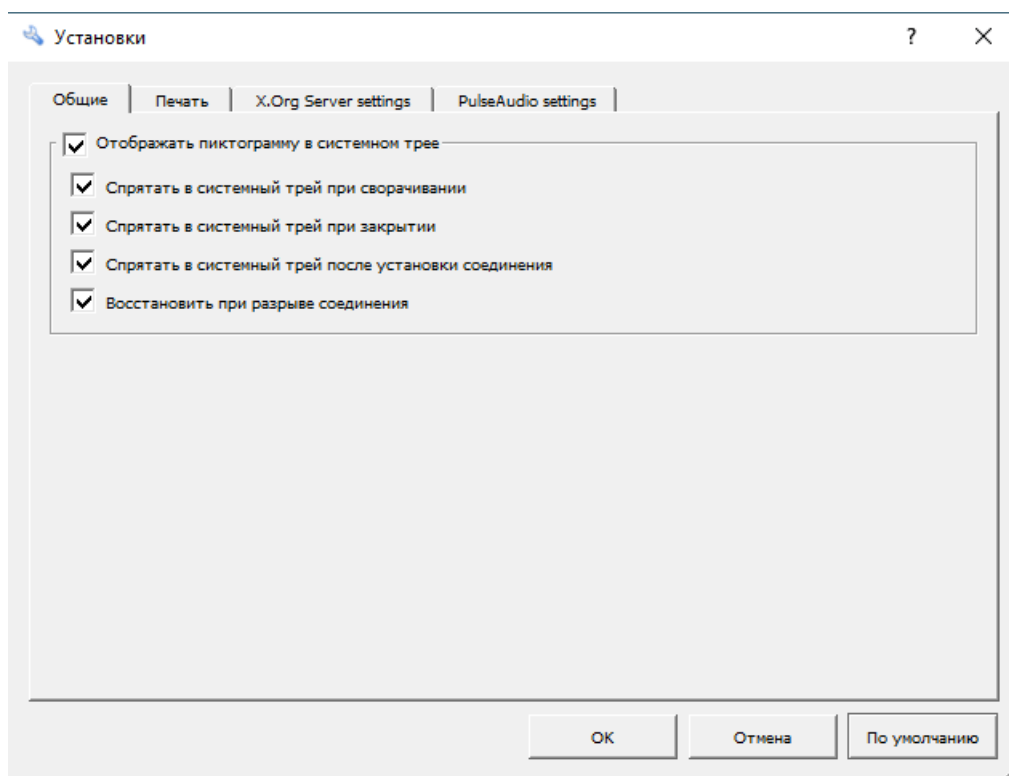 Установки
?
Общие Печать X.Org Server settings PulseAudio settings
Отображать пиктограмму в системном трее
Спрятать в системный трей при сворачивании
Спрятать в системный трей при закрытии
Спрятать в системный трей после установки соединения
Восстановить при разрыве соединения
ОК Отмена По умолчанию